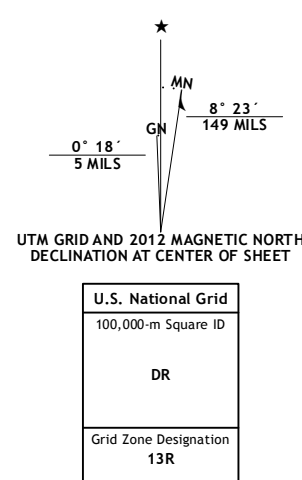 ★
MN
GN
8° 23´
149 MILS
0° 18´
5 MILS
UTM GRID AND 2012 MAGNETIC NORTH
DECLINATION AT CENTER OF SHEET
U.S. National Grid
100,000-m Square ID
DR
Grid Zone Designation
13R